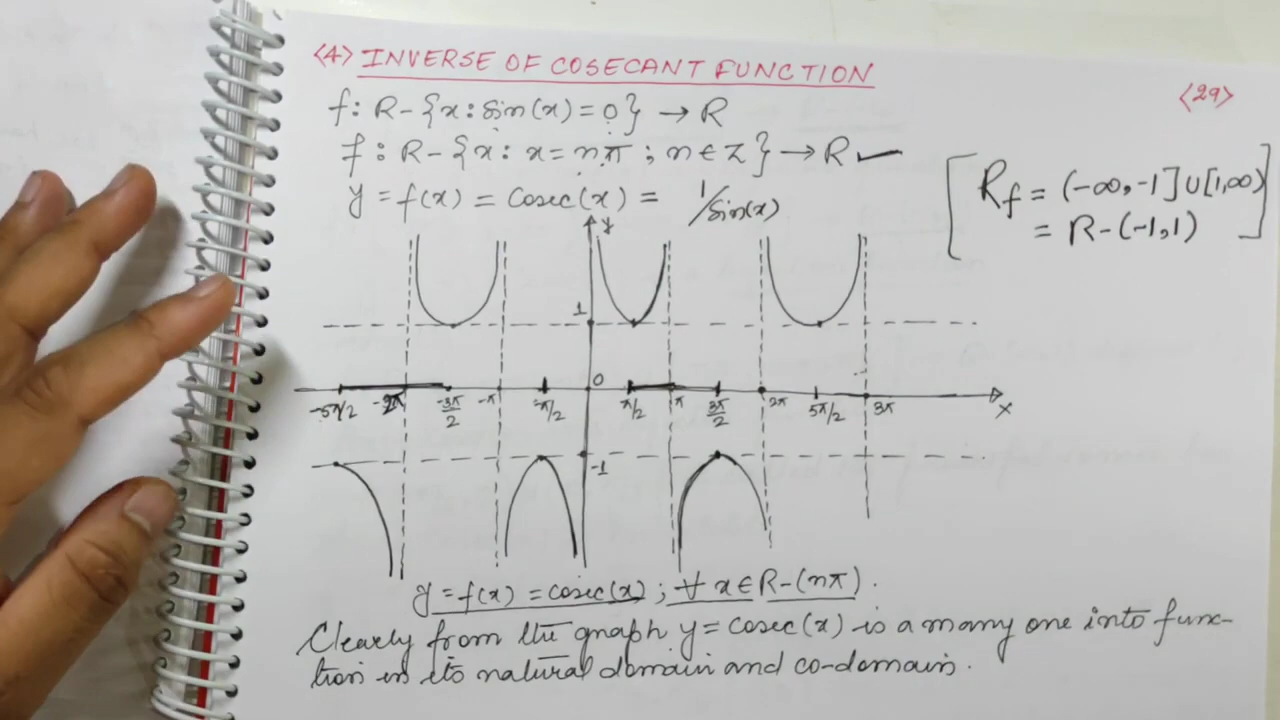 <4> INVERSE OF COSECANT FUNCTION
<29>
f: R-{x: sin(x)=0} → R
f: R-{x: x=nπ ; n∈Z} → R ✓
y=f(x) = cosec(x) = 1/sin(x)
[R_f = (-∞,-1]∪[1,∞)
= R-(-1,1)]
y
1
0
-5π/2 -2π -3π/2 -π -π/2 π/2 π 3π/2 2π 5π/2 3π
x
-1
y=f(x) = cosec(x) ; ∀ x∈R-(nπ).
Clearly from the graph y=cosec(x) is a many one into func-
tion in its natural domain and co-domain.